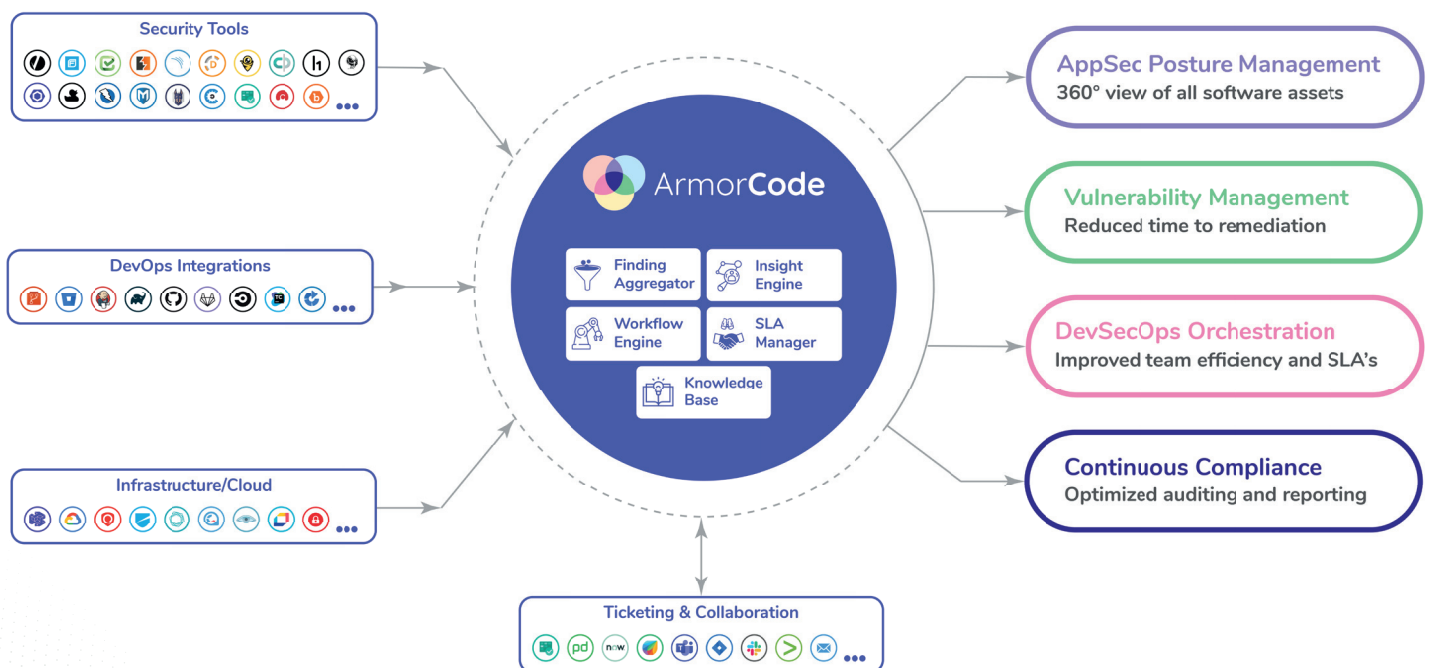 Security Tools
DevOps Integrations
Infrastructure/Cloud
ArmorCode
Finding
Aggregator
Insight
Engine
Workflow
Engine
SLA
Manager
Knowledge
Base
Ticketing & Collaboration
pd
now
AppSec Posture Management
360° view of all software assets
Vulnerability Management
Reduced time to remediation
DevSecOps Orchestration
Improved team efficiency and SLA's
Continuous Compliance
Optimized auditing and reporting